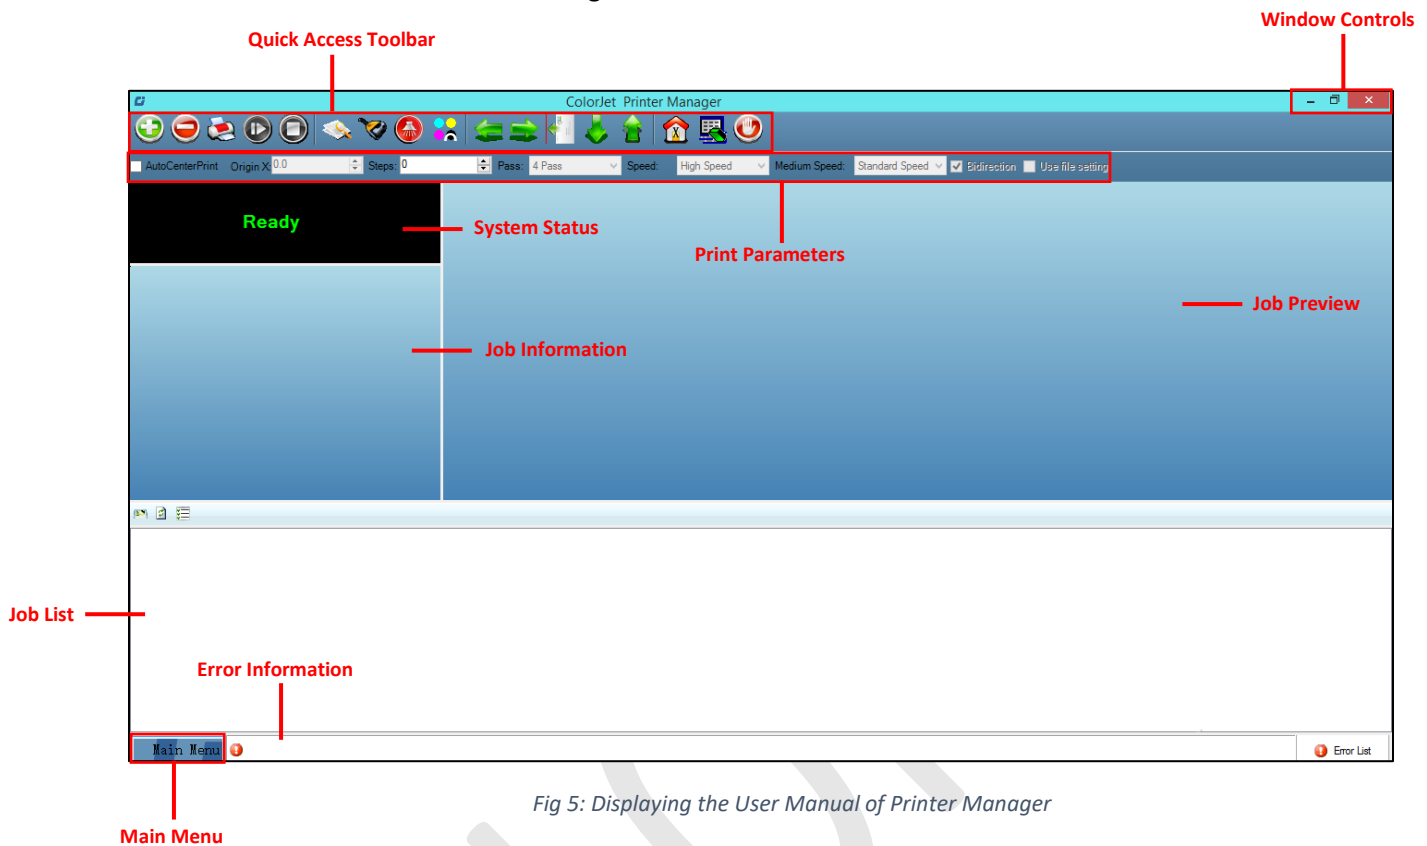 Window Controls
Quick Access Toolbar
ColorJet Printer Manager
AutoCenterPrint Origin X: 0.0 Steps: 0 Pass: 4 Pass Speed: High Speed Medium Speed: Standard Speed Bidirection Use file setting
Ready
System Status
Print Parameters
Job Preview
Job Information
Job List
Error Information
Main Menu
Error List
Fig 5: Displaying the User Manual of Printer Manager
Main Menu